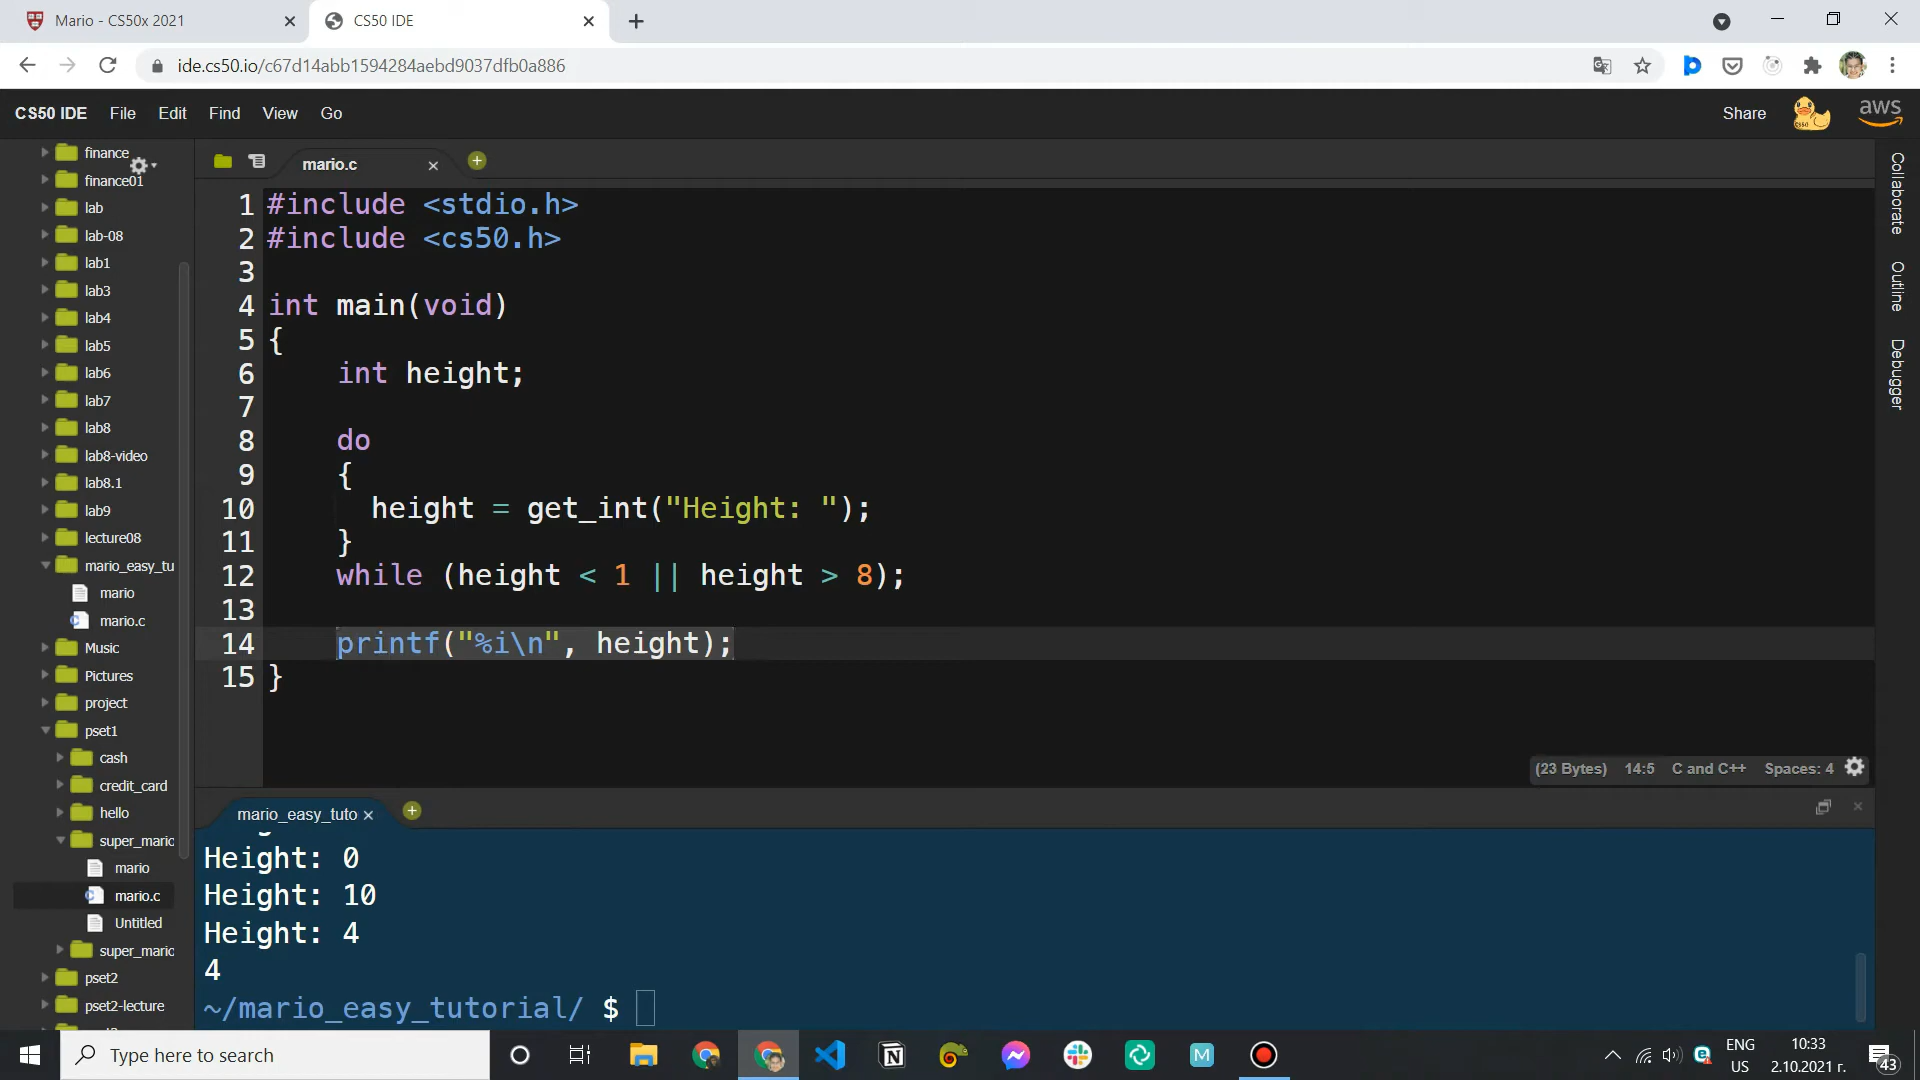 Mario - CS50x 2021
CS50 IDE
ide.cs50.io/c67d14abb1594284aebd9037dfb0a886
CS50 IDE File Edit Find View Go Share aws
finance
finance01
lab
lab-08
lab1
lab3
lab4
lab5
lab6
lab7
lab8
lab8-video
lab8.1
lab9
lecture08
mario_easy_tu
mario
mario.c
Music
Pictures
project
pset1
cash
credit_card
hello
super_mario
mario
mario.c
Untitled
super_mario
pset2
pset2-lecture
mario.c
1 #include <stdio.h>
2 #include <cs50.h>
3
4 int main(void)
5 {
6 int height;
7
8 do
9 {
10 height = get_int("Height: ");
11 }
12 while (height < 1 || height > 8);
13
14 printf("%i\n", height);
15 }
(23 Bytes) 14:5 C and C++ Spaces: 4
Collaborate
Outline
Debugger
mario_easy_tuto
Height: 0
Height: 10
Height: 4
4
~/mario_easy_tutorial/ $
Type here to search
ENG
US
10:33
2.10.2021 г.
43